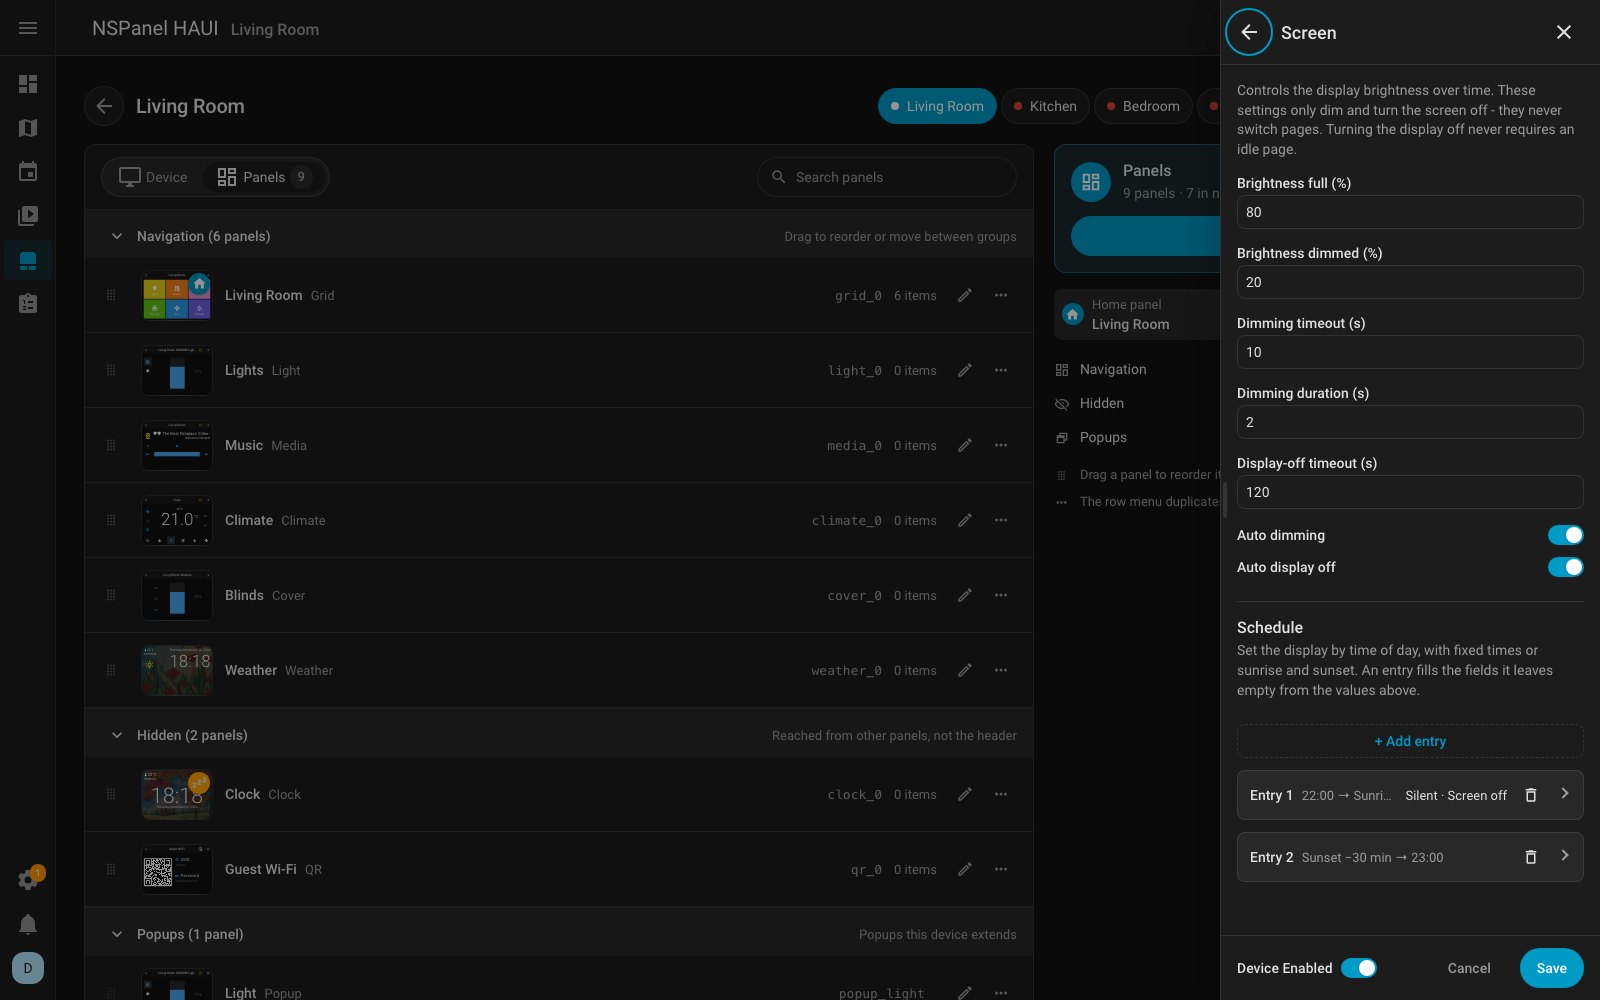 NSPanel HAUI Living Room
Living Room
Living Room
Kitchen
Bedroom
Device
Panels 9
Search panels
Navigation (6 panels)
Drag to reorder or move between groups
Living Room Grid
grid_0 6 items
Lights Light
light_0 0 items
Music Media
media_0 0 items
21.0
Climate Climate
climate_0 0 items
Blinds Cover
cover_0 0 items
18:18
Weather Weather
weather_0 0 items
Hidden (2 panels)
Reached from other panels, not the header
18:18
Clock Clock
clock_0 0 items
Guest Wi-Fi QR
qr_0 0 items
Popups (1 panel)
Popups this device extends
Light Popup
popup_light 0 items
1
D
Panels
9 panels · 7 in n
Home panel
Living Room
Navigation
Hidden
Popups
Drag a panel to reorder it
The row menu duplicates
Screen
Controls the display brightness over time. These
settings only dim and turn the screen off - they never
switch pages. Turning the display off never requires an
idle page.
Brightness full (%)
80
Brightness dimmed (%)
20
Dimming timeout (s)
10
Dimming duration (s)
2
Display-off timeout (s)
120
Auto dimming
Auto display off
Schedule
Set the display by time of day, with fixed times or
sunrise and sunset. An entry fills the fields it leaves
empty from the values above.
+ Add entry
Entry 1 22:00 → Sunri... Silent · Screen off
Entry 2 Sunset −30 min → 23:00
Device Enabled
Cancel
Save